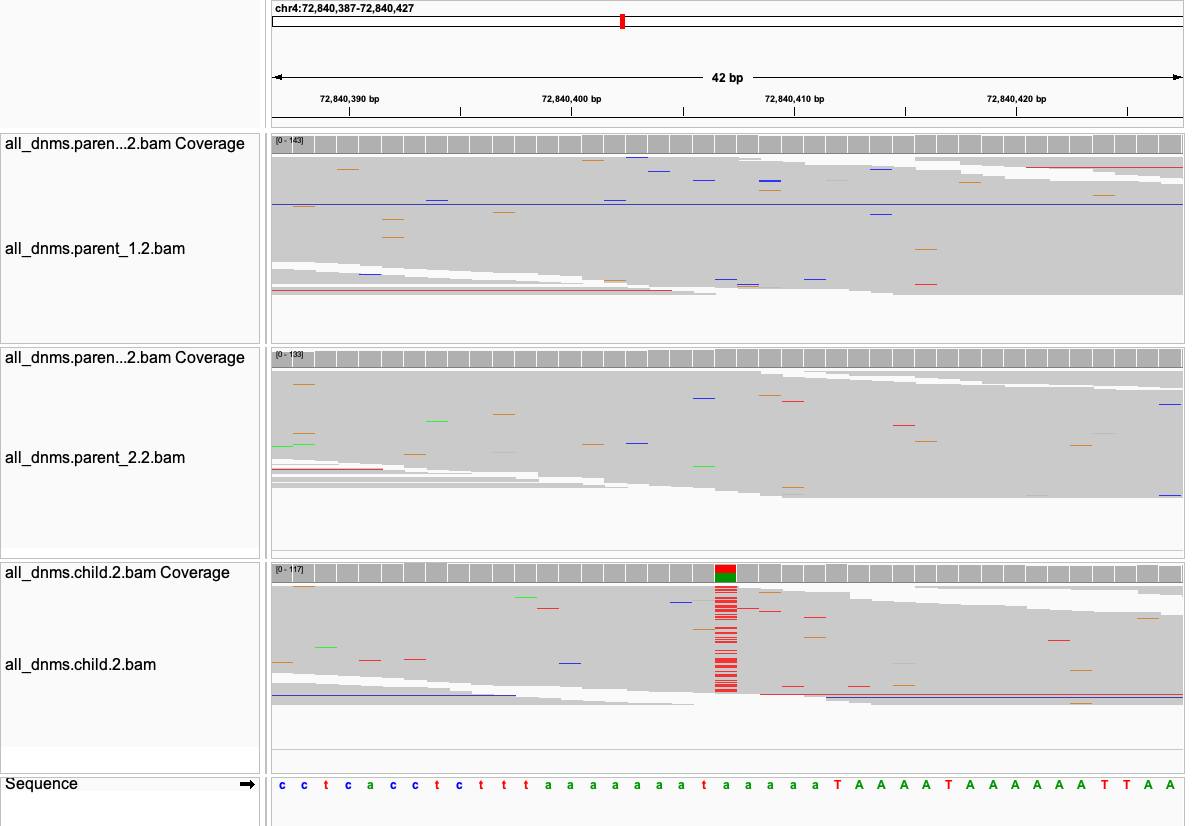 chr4:72,840,387-72,840,427
42 bp
72,840,390 bp 72,840,400 bp 72,840,410 bp 72,840,420 bp
all_dnms.paren...2.bam Coverage
[0 - 143]
all_dnms.parent_1.2.bam
all_dnms.paren...2.bam Coverage
[0 - 133]
all_dnms.parent_2.2.bam
all_dnms.child.2.bam Coverage
[0 - 117]
all_dnms.child.2.bam
Sequence
c c t c a c c t c t t t a a a a a a a t a a a a a T A A A A T A A A A A A T T A A